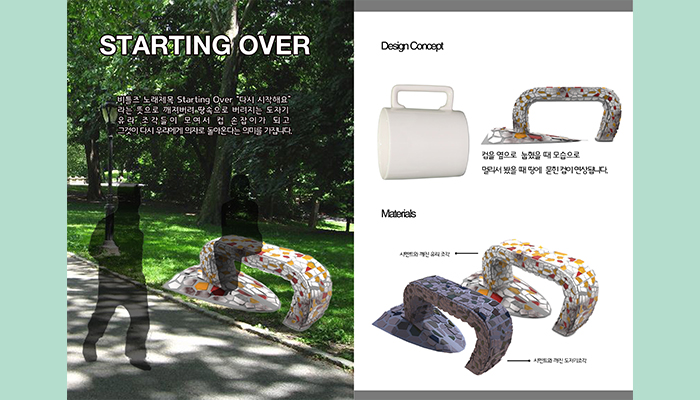 STARTING OVER
비틀즈 노래제목 Starting Over "다시 시작해요"
라는 뜻으로 깨져버려 땅속으로 버려지는 도자기
유리 조각들이 모여서 컵 손잡이가 되고
그것이 다시 우리에게 의자로 돌아온다는 의미를 가집니다.
Design Concept
컵을 옆으로 눕혔을 때 모습으로
멀리서 봤을 때 땅에 묻힌 컵이 연상됩니다.
Materials
시멘트와 깨진 유리 조각
시멘트와 깨진 도자기조각